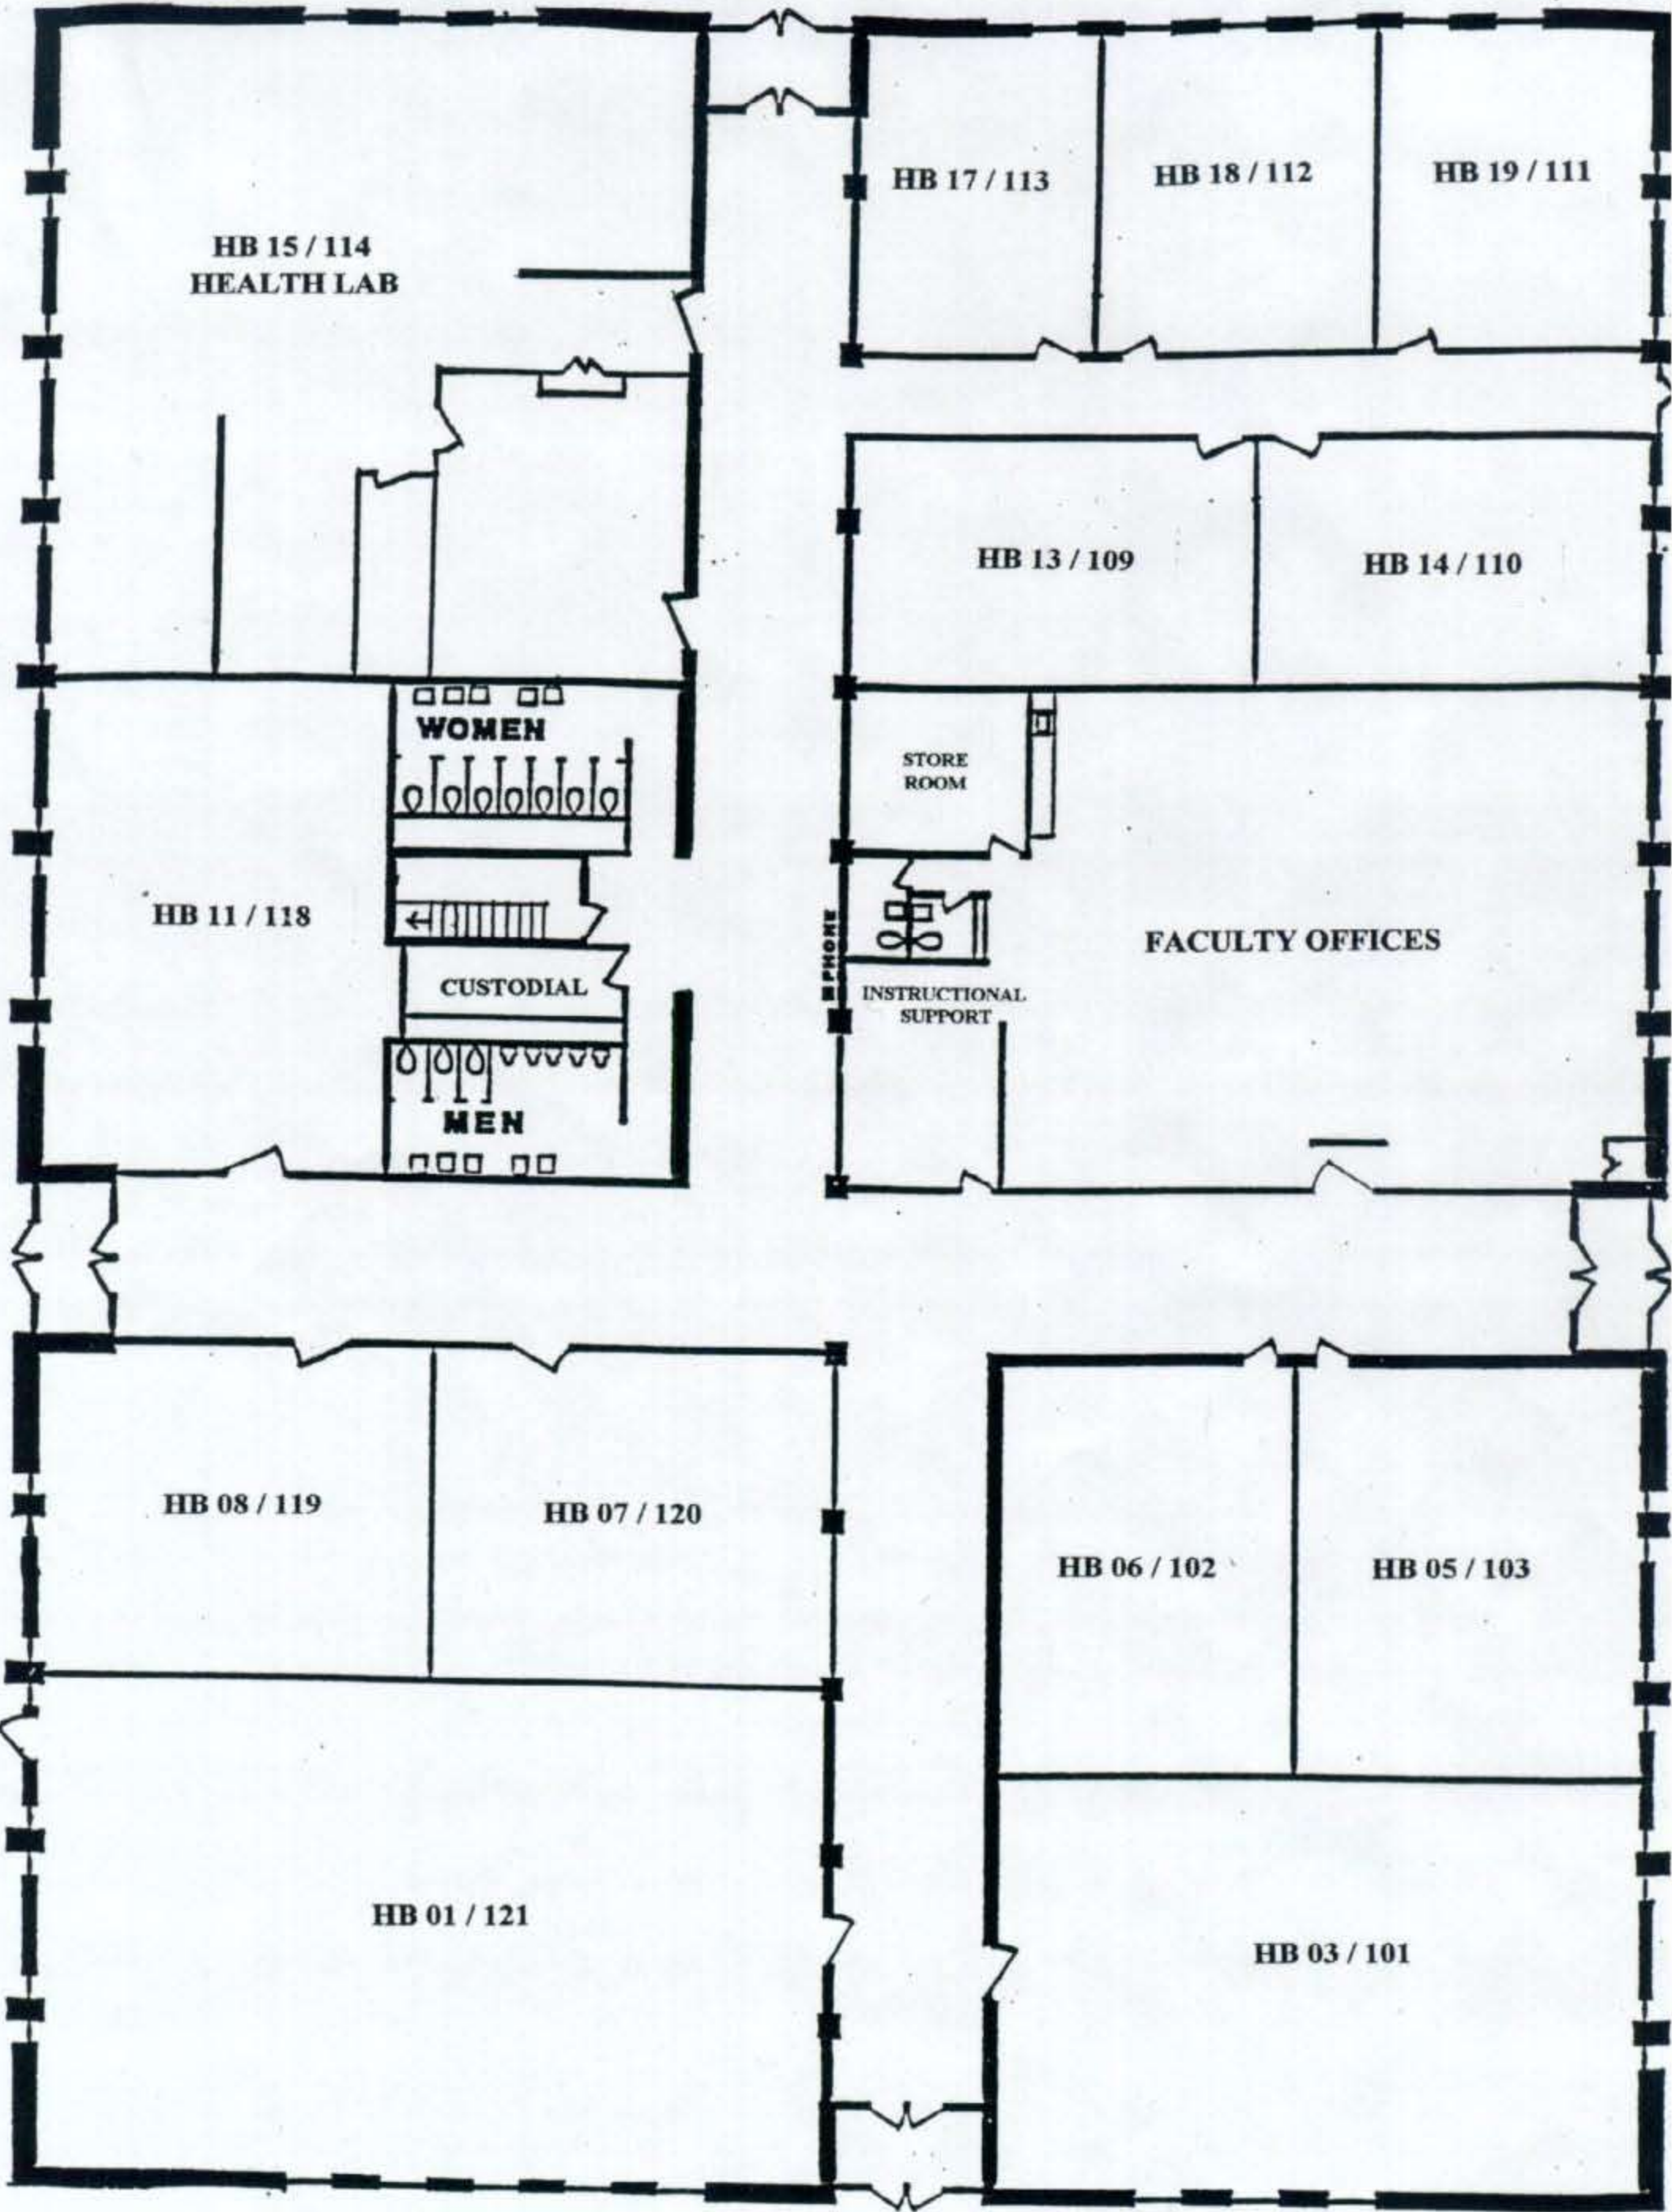 HB 17 / 113
HB 18 / 112
HB 19 / 111
HB 15 / 114
HEALTH LAB
HB 13 / 109
HB 14 / 110
WOMEN
STORE
ROOM
HB 11 / 118
PHONE
FACULTY OFFICES
CUSTODIAL
INSTRUCTIONAL
SUPPORT
MEN
HB 08 / 119
HB 07 / 120
HB 06 / 102
HB 05 / 103
HB 01 / 121
HB 03 / 101